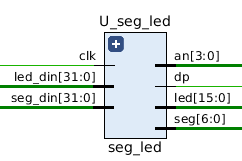 U_seg_led
clk
led_din[31:0]
seg_din[31:0]
an[3:0]
dp
led[15:0]
seg[6:0]
seg_led